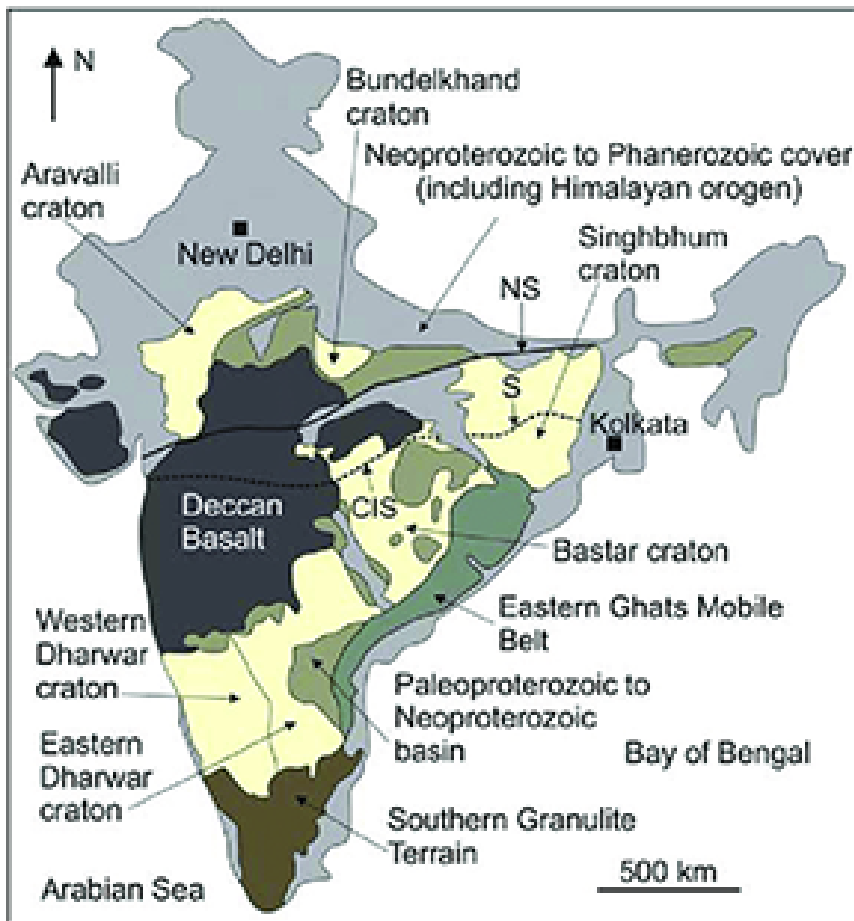 N
Bundelkhand
craton
Neoproterozoic to Phanerozoic cover
(including Himalayan orogen)
Aravalli
craton
New Delhi
Singhbhum
craton
NS
S
Kolkata
CIS
Deccan
Basalt
Bastar craton
Eastern Ghats Mobile
Belt
Western
Dharwar
craton
Paleoproterozoic to
Neoproterozoic
basin
Eastern
Dharwar
craton
Bay of Bengal
Southern Granulite
Terrain
500 km
Arabian Sea